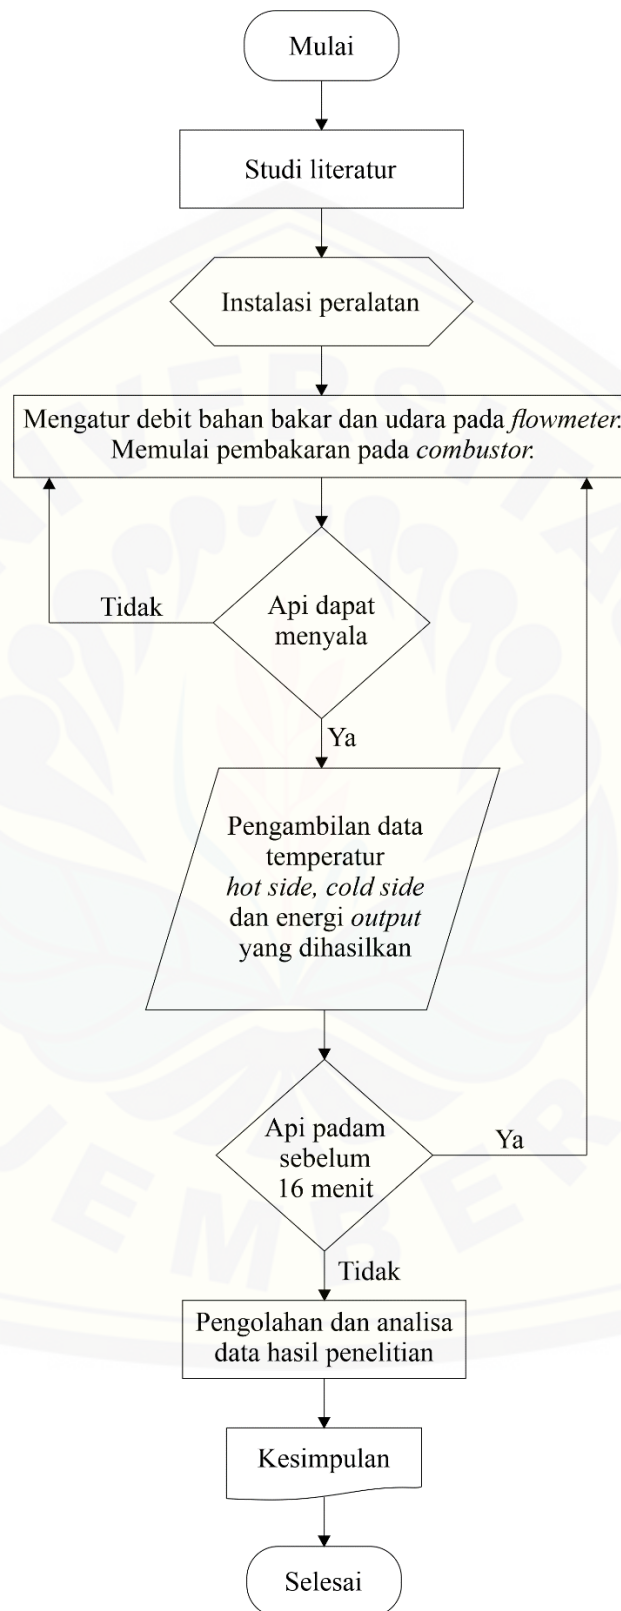 Mulai
Studi literatur
Instalasi peralatan
Mengatur debit bahan bakar dan udara pada flowmeter.
Memulai pembakaran pada combustor.
Api dapat
menyala
Tidak
Ya
Pengambilan data
temperatur
hot side, cold side
dan energi output
yang dihasilkan
Api padam
sebelum
16 menit
Ya
Tidak
Pengolahan dan analisa
data hasil penelitian
Kesimpulan
Selesai
UNIVERSITAS
JEMBER